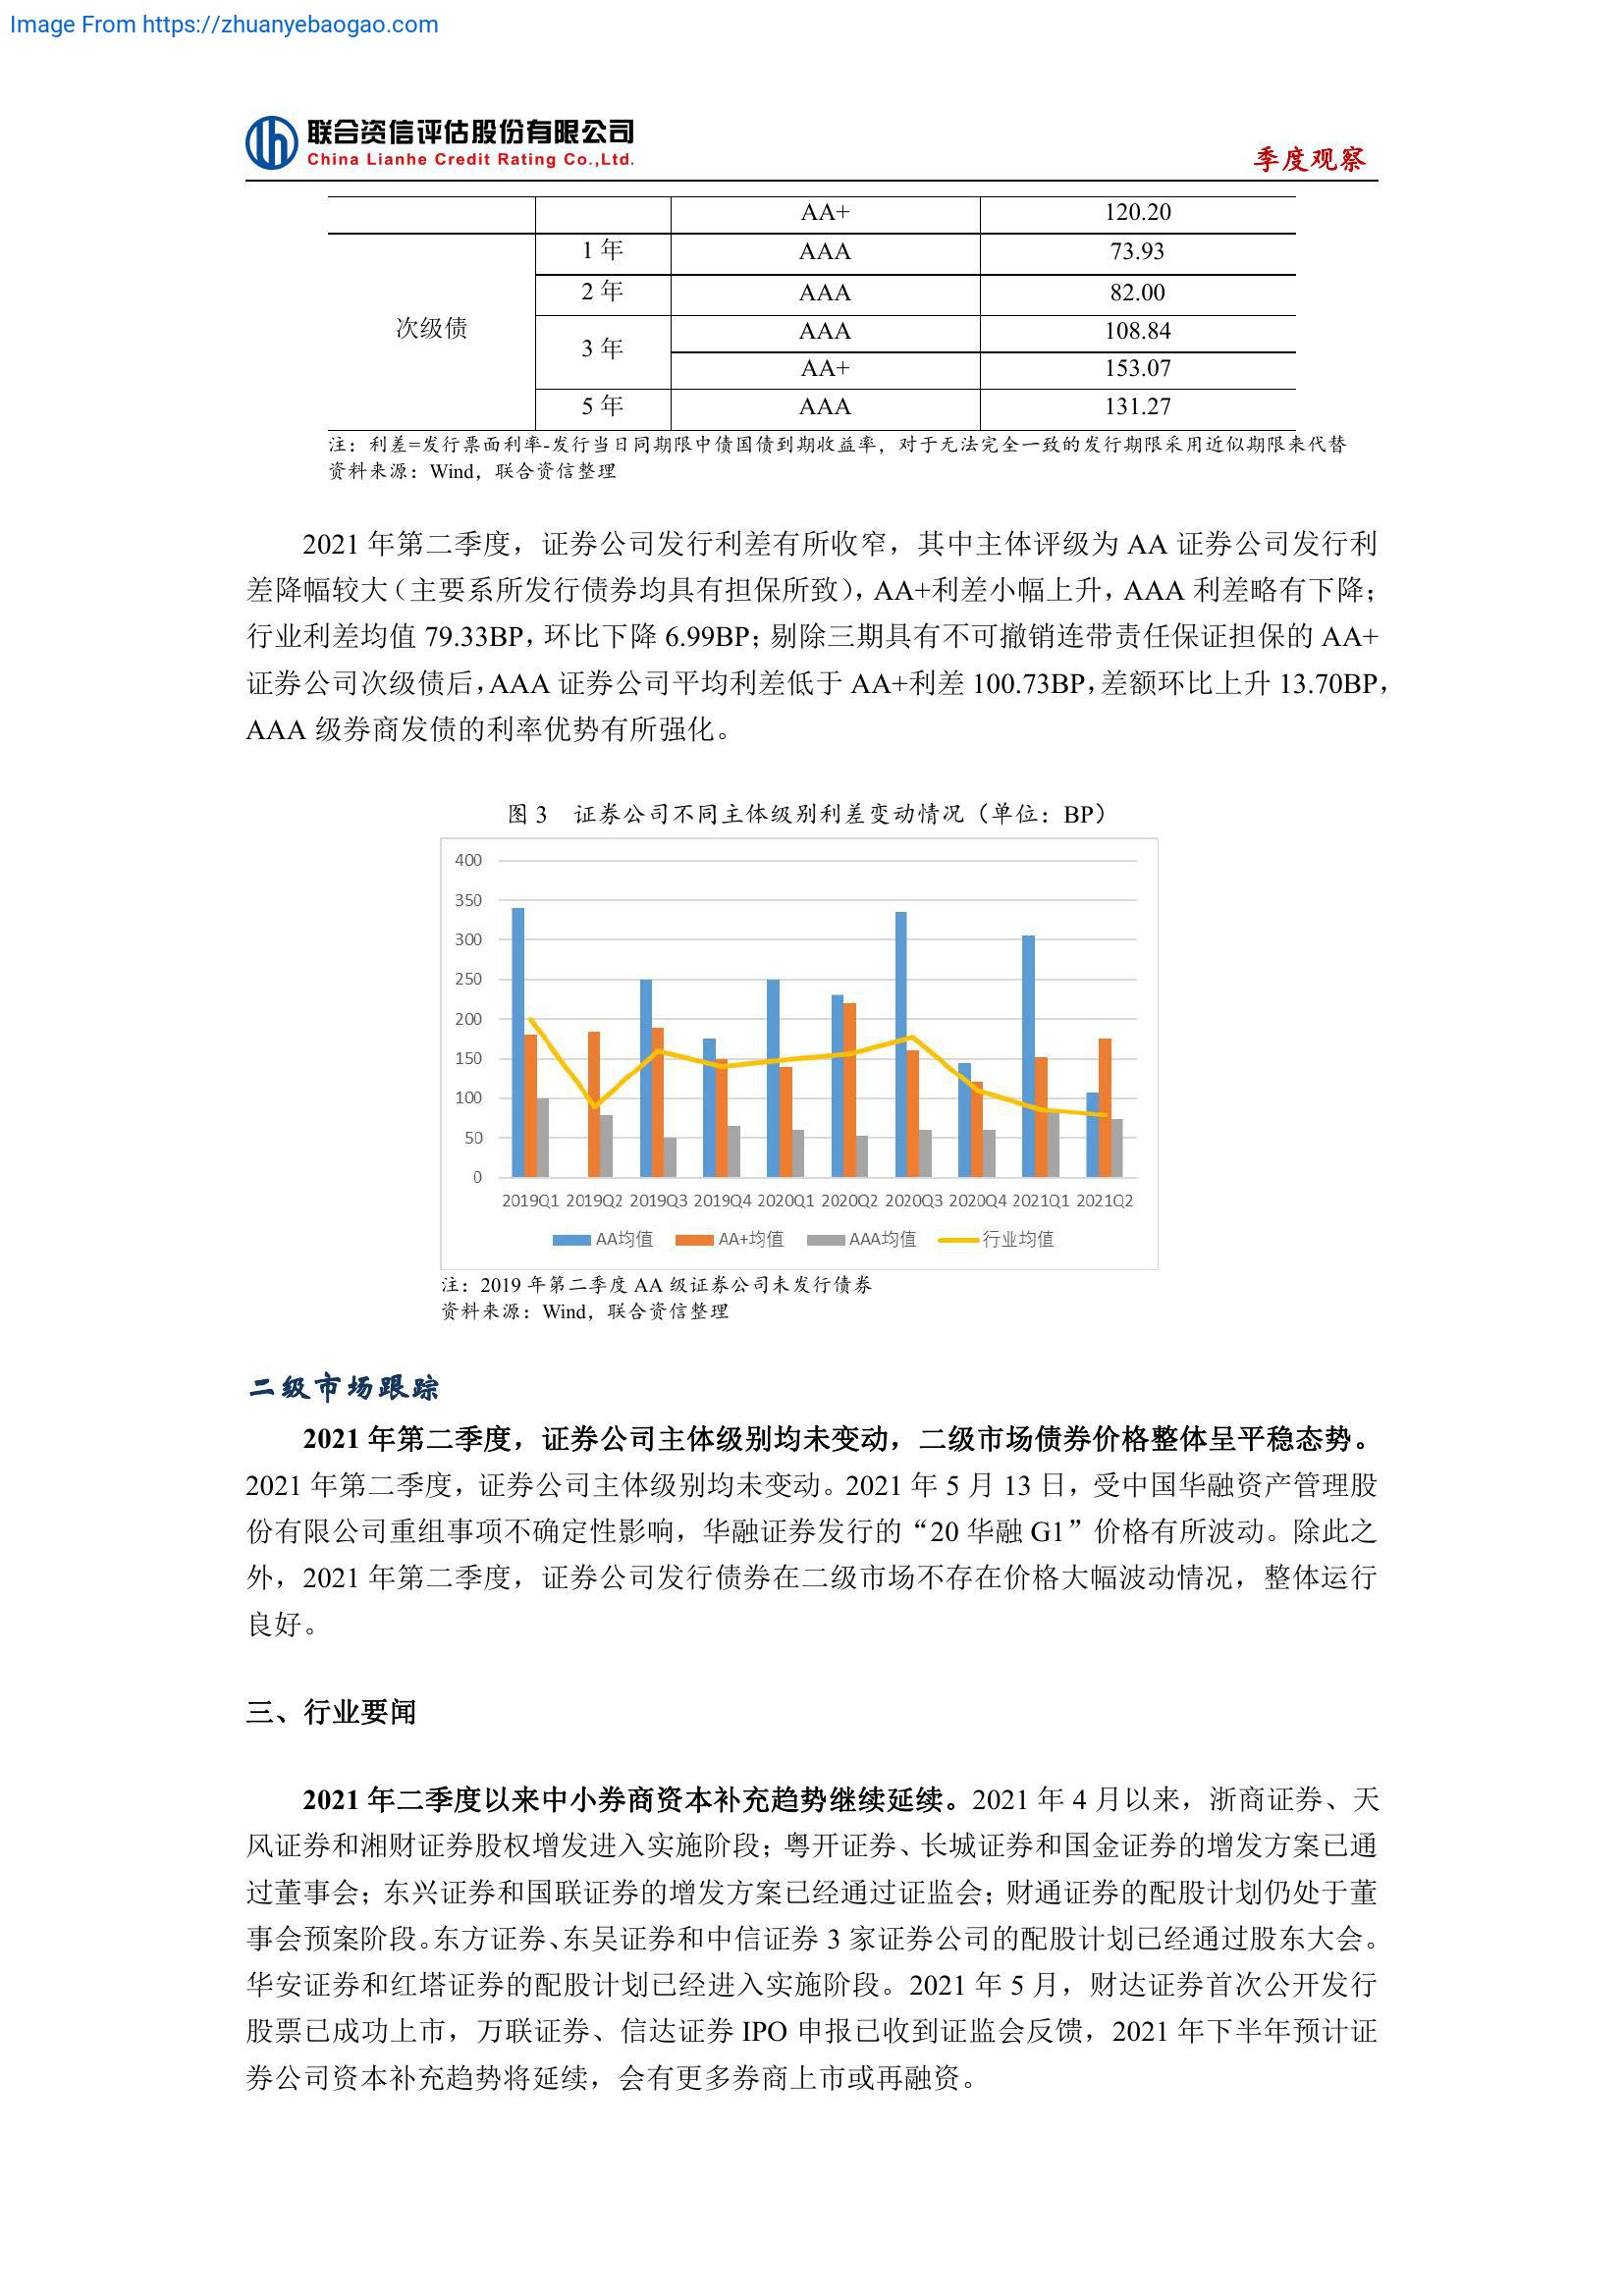 Image From https://zhuanyebaogao.com
联合资信评估股份有限公司
China Lianhe Credit Rating Co.,Ltd.
季度观察
AA+ 120.20
次级债
1 年 AAA 73.93
2 年 AAA 82.00
3 年 AAA 108.84
AA+ 153.07
5 年 AAA 131.27
注：利差=发行票面利率-发行当日同期限中债国债到期收益率，对于无法完全一致的发行期限采用近似期限来代替
资料来源：Wind，联合资信整理
2021 年第二季度，证券公司发行利差有所收窄，其中主体评级为 AA 证券公司发行利
差降幅较大（主要系所发行债券均具有担保所致），AA+利差小幅上升，AAA 利差略有下降；
行业利差均值 79.33BP，环比下降 6.99BP；剔除三期具有不可撤销连带责任保证担保的 AA+
证券公司次级债后，AAA 证券公司平均利差低于 AA+利差 100.73BP，差额环比上升 13.70BP，
AAA 级券商发债的利率优势有所强化。
图 3 证券公司不同主体级别利差变动情况（单位：BP）
400
350
300
250
200
150
100
50
0
2019Q1 2019Q2 2019Q3 2019Q4 2020Q1 2020Q2 2020Q3 2020Q4 2021Q1 2021Q2
AA均值 AA+均值 AAA均值 行业均值
注：2019 年第二季度 AA 级证券公司未发行债券
资料来源：Wind，联合资信整理
二级市场跟踪
2021 年第二季度，证券公司主体级别均未变动，二级市场债券价格整体呈平稳态势。
2021 年第二季度，证券公司主体级别均未变动。2021 年 5 月 13 日，受中国华融资产管理股
份有限公司重组事项不确定性影响，华融证券发行的“20 华融 G1”价格有所波动。除此之
外，2021 年第二季度，证券公司发行债券在二级市场不存在价格大幅波动情况，整体运行
良好。
三、行业要闻
2021 年二季度以来中小券商资本补充趋势继续延续。2021 年 4 月以来，浙商证券、天
风证券和湘财证券股权增发进入实施阶段；粤开证券、长城证券和国金证券的增发方案已通
过董事会；东兴证券和国联证券的增发方案已经通过证监会；财通证券的配股计划仍处于董
事会预案阶段。东方证券、东吴证券和中信证券 3 家证券公司的配股计划已经通过股东大会。
华安证券和红塔证券的配股计划已经进入实施阶段。2021 年 5 月，财达证券首次公开发行
股票已成功上市，万联证券、信达证券 IPO 申报已收到证监会反馈，2021 年下半年预计证
券公司资本补充趋势将延续，会有更多券商上市或再融资。